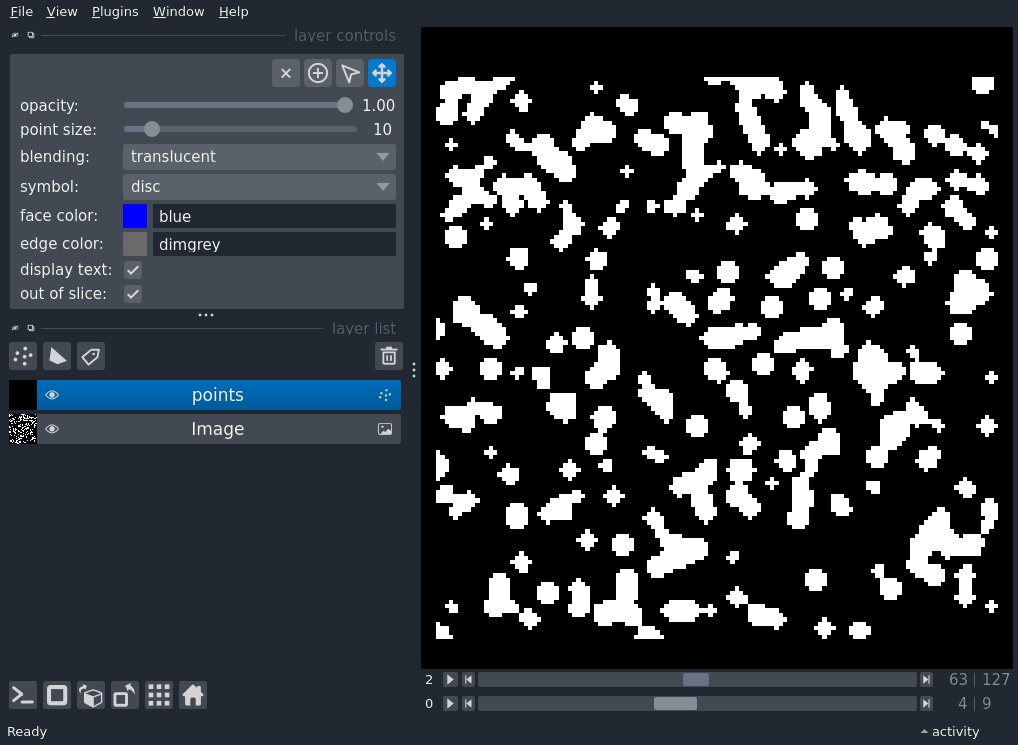 File View Plugins Window Help
layer controls
opacity: 1.00
point size: 10
blending: translucent
symbol: disc
face color: blue
edge color: dimgrey
display text:
out of slice:
layer list
points
Image
2 63 | 127
0 4 | 9
Ready activity